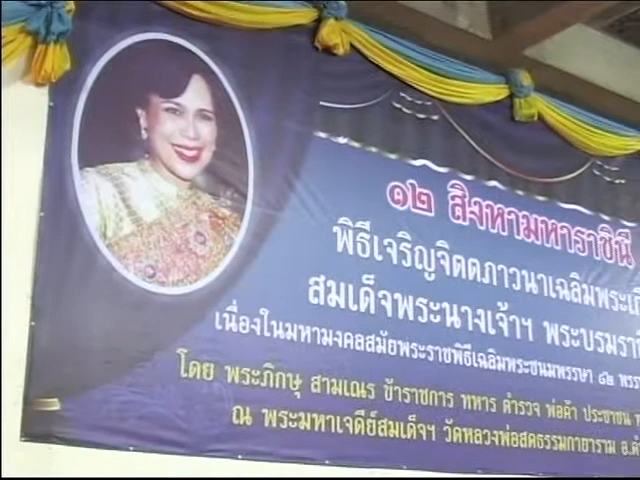 ๑๒ สิงหามหาราชินี
พิธีเจริญจิตตภาวนาเฉลิมพระเกี
สมเด็จพระนางเจ้าฯ พระบรมราชิ
เนื่องในมหามงคลสมัยพระราชพิธีเฉลิมพระชนมพรรษา ๘๒ พรร
โดย พระภิกษุ สามเณร ข้าราชการ ทหาร ตำรวจ พ่อค้า ประชาชน
ณ พระมหาเจดีย์สมเด็จฯ วัดหลวงพ่อสดธรรมกายาราม อ.ดำ